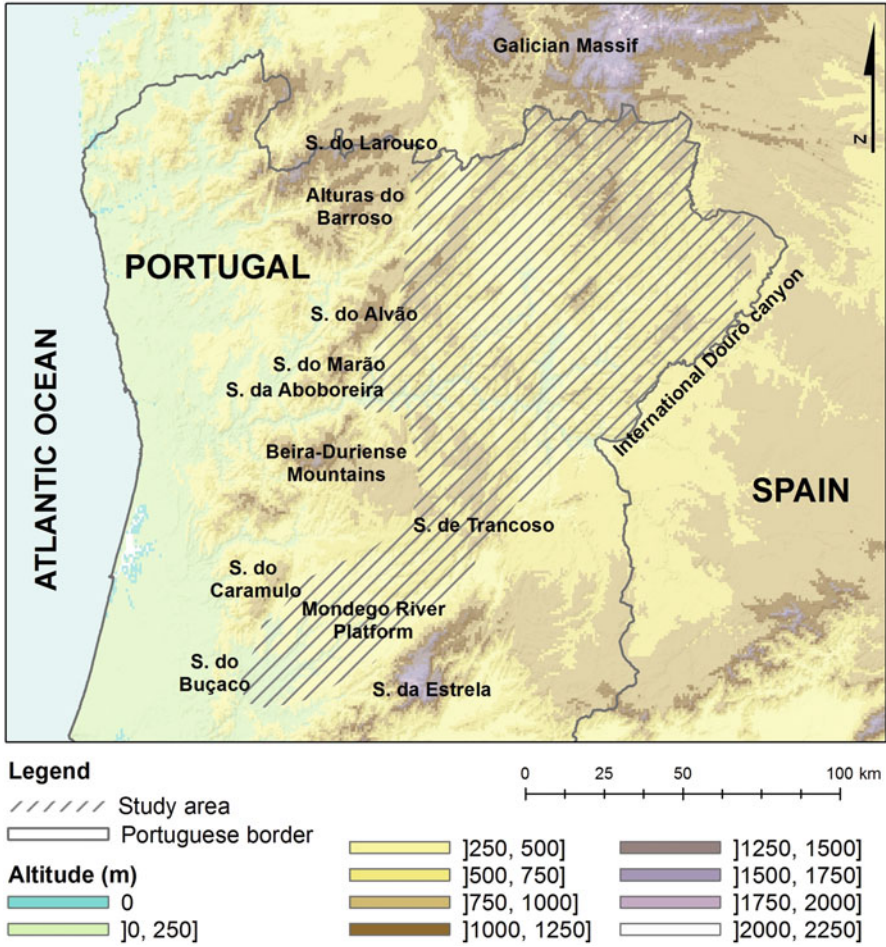 Galician Massif
N
S. do Larouco
Alturas do
Barroso
PORTUGAL
S. do Alvão
S. do Marão
S. da Aboboreira
International Douro canyon
Beira-Duriense
Mountains
ATLANTIC OCEAN
SPAIN
S. de Trancoso
S. do
Caramulo
Mondego River
Platform
S. do
Buçaco
S. da Estrela
Legend
0 25 50 100 km
Study area
Portuguese border
Altitude (m)
0
]0, 250]
]250, 500]
]500, 750]
]750, 1000]
]1000, 1250]
]1250, 1500]
]1500, 1750]
]1750, 2000]
]2000, 2250]